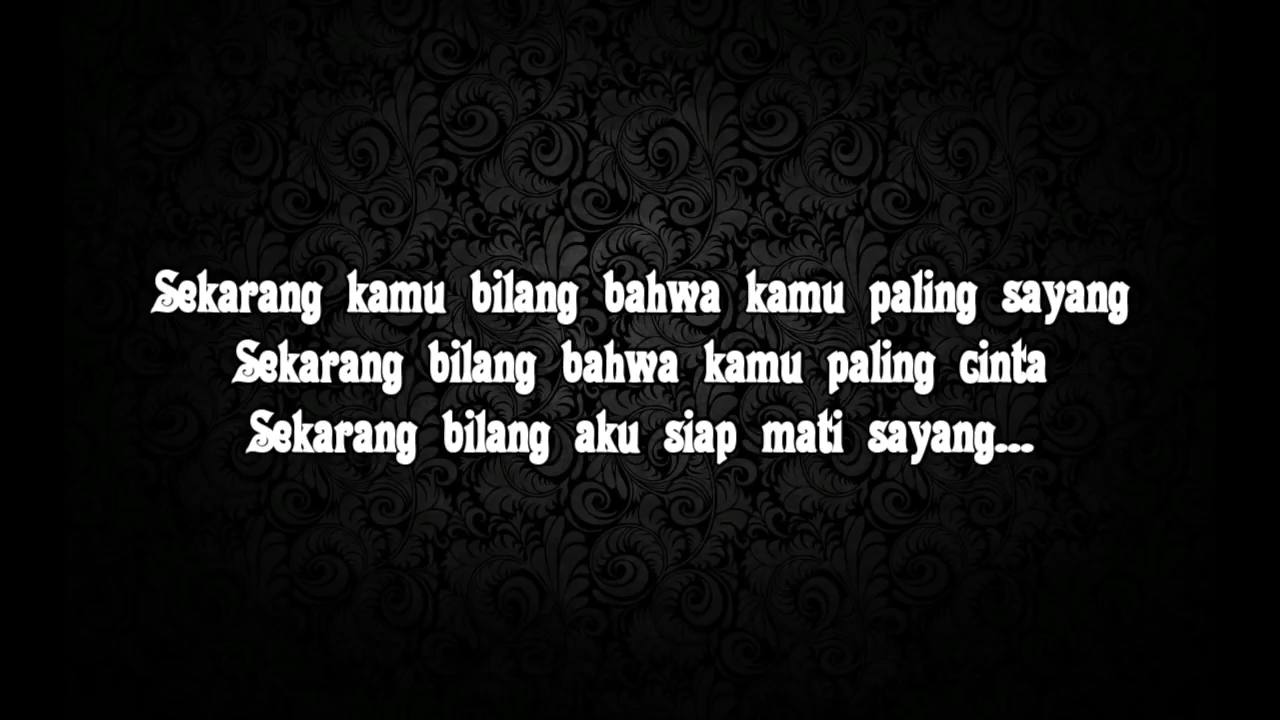 Sekarang kamu bilang bahwa kamu paling sayang
Sekarang bilang bahwa kamu paling cinta
Sekarang bilang aku siap mati sayang...